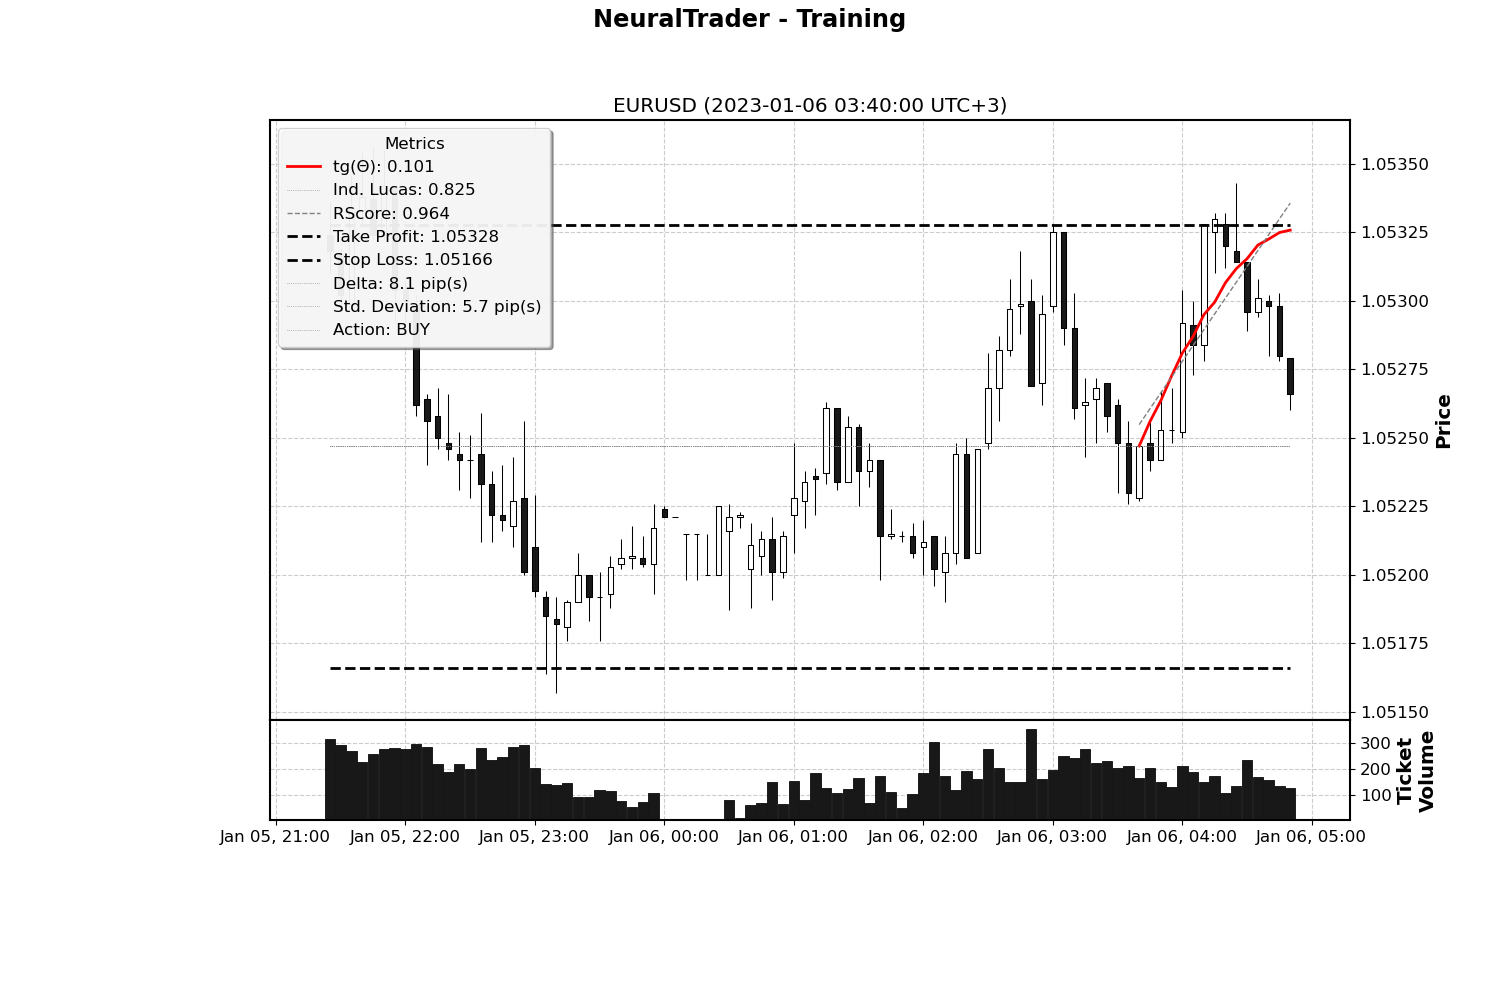 NeuralTrader - Training
EURUSD (2023-01-06 03:40:00 UTC+3)
Metrics
tg(Θ): 0.101
Ind. Lucas: 0.825
RScore: 0.964
Take Profit: 1.05328
Stop Loss: 1.05166
Delta: 8.1 pip(s)
Std. Deviation: 5.7 pip(s)
Action: BUY
1.05350
1.05325
1.05300
1.05275
1.05250
1.05225
1.05200
1.05175
1.05150
Price
300
200
100
Ticket
Volume
Jan 05, 21:00
Jan 05, 22:00
Jan 05, 23:00
Jan 06, 00:00
Jan 06, 01:00
Jan 06, 02:00
Jan 06, 03:00
Jan 06, 04:00
Jan 06, 05:00